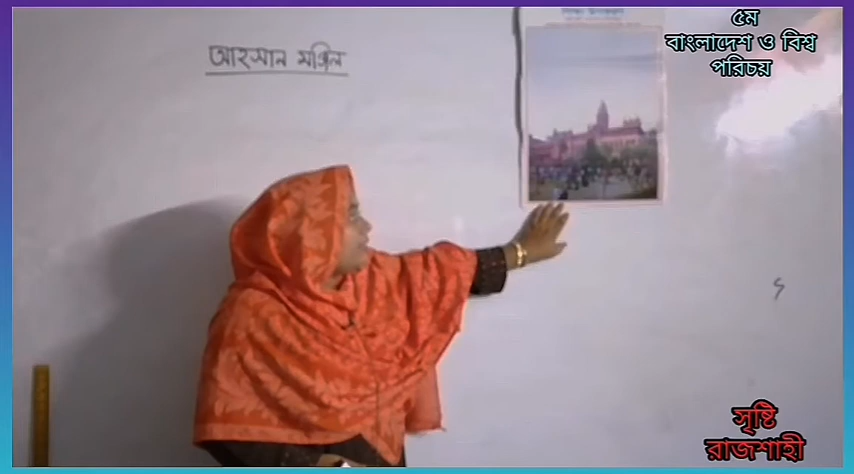 আহসান মঞ্জিল
৫ম
বাংলাদেশ ও বিশ্ব
পরিচয়
সৃষ্টি
রাজশাহী